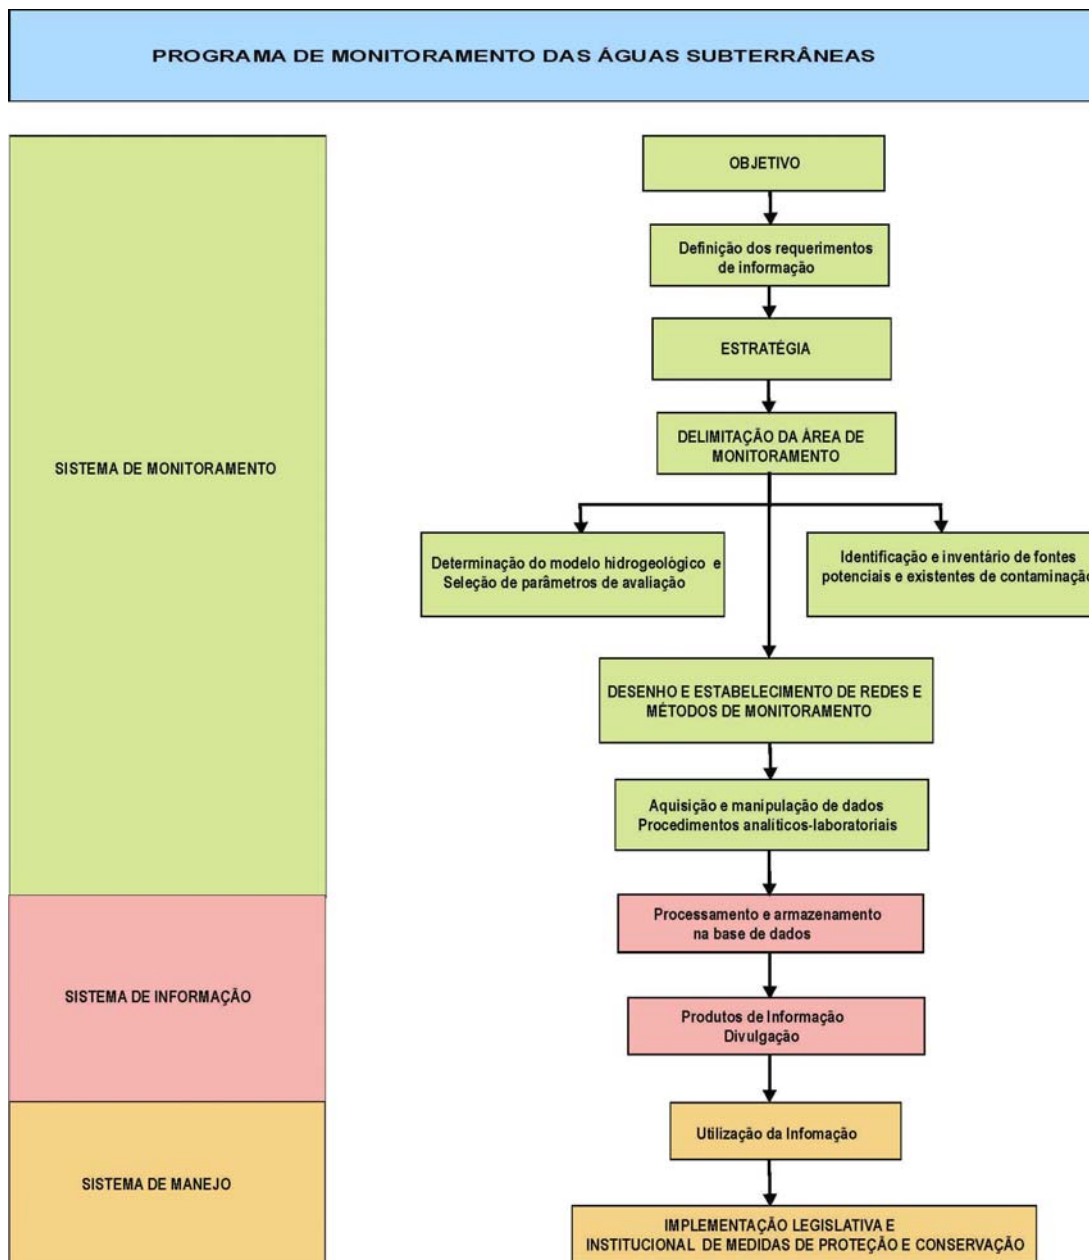 PROGRAMA DE MONITORAMENTO DAS ÁGUAS SUBTERRÂNEAS
OBJETIVO
Definição dos requerimentos
de informação
ESTRATÉGIA
DELIMITAÇÃO DA ÁREA DE
MONITORAMENTO
SISTEMA DE MONITORAMENTO
Determinação do modelo hidrogeológico e
Seleção de parâmetros de avaliação
Identificação e inventário de fontes
potenciais e existentes de contaminação
DESENHO E ESTABELECIMENTO DE REDES E
MÉTODOS DE MONITORAMENTO
Aquisição e manipulação de dados
Procedimentos analíticos-laboratoriais
Processamento e armazenamento
na base de dados
SISTEMA DE INFORMAÇÃO
Produtos de Informação
Divulgação
Utilização da Infomação
SISTEMA DE MANEJO
IMPLEMENTAÇÃO LEGISLATIVA E
INSTITUCIONAL DE MEDIDAS DE PROTEÇÃO E CONSERVAÇÃO